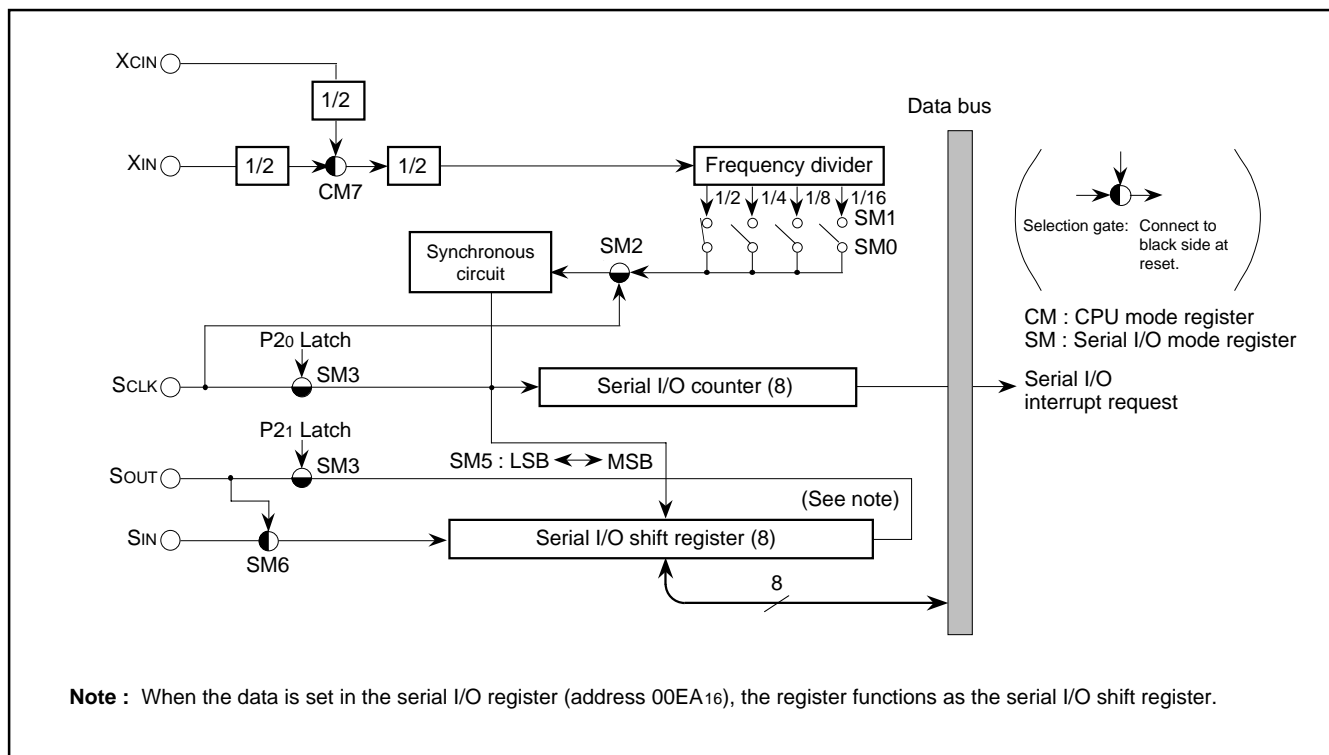 XCIN
1/2
Data bus
XIN
1/2
CM7
1/2
Frequency divider
1/2 1/4 1/8 1/16
SM1
SM0
Selection gate: Connect to
black side at
reset.
Synchronous
circuit
SM2
CM : CPU mode register
SM : Serial I/O mode register
P20 Latch
SCLK
SM3
Serial I/O counter (8)
Serial I/O
interrupt request
P21 Latch
SM5 : LSB MSB
SOUT
SM3
(See note)
SIN
SM6
Serial I/O shift register (8)
8
Note : When the data is set in the serial I/O register (address 00EA16), the register functions as the serial I/O shift register.